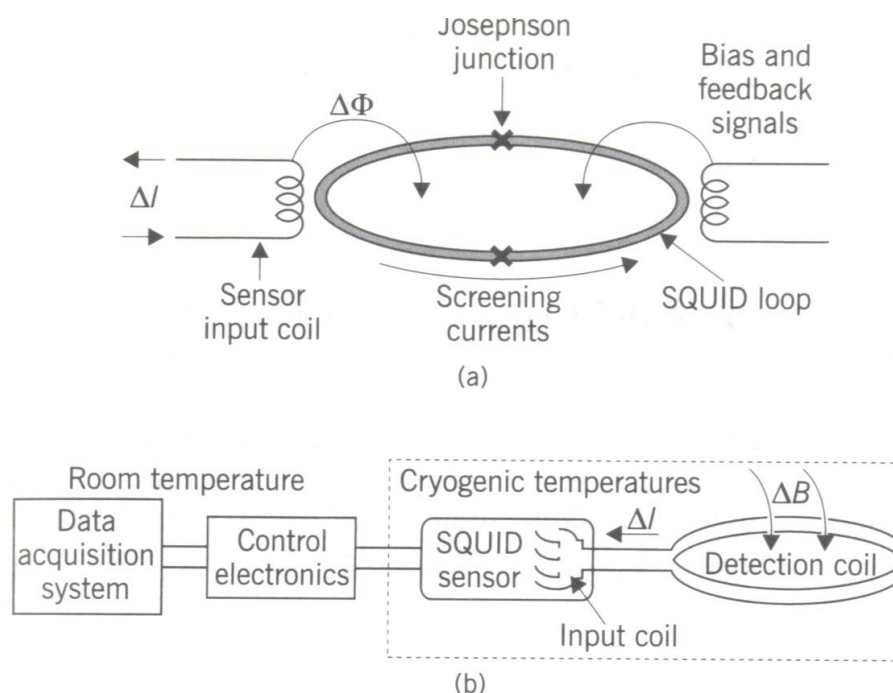 Josephson
junction
Bias and
feedback
signals
ΔΦ
ΔI
Sensor
input coil
Screening
currents
SQUID loop
(a)
Room temperature
Cryogenic temperatures
Data
acquisition
system
Control
electronics
SQUID
sensor
ΔI
ΔB
Detection coil
Input coil
(b)